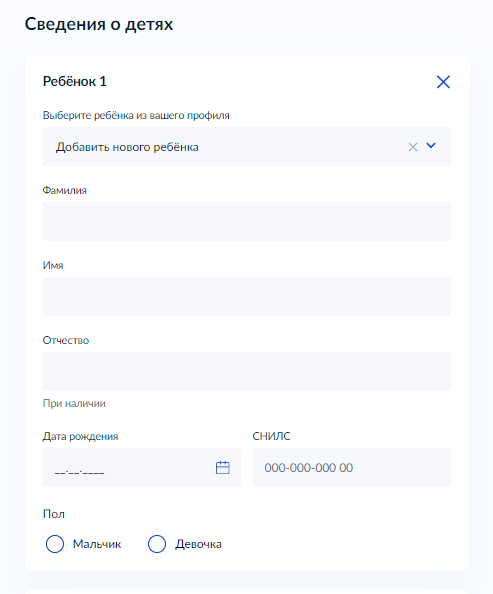 Сведения о детях
Ребёнок 1
Выберите ребёнка из вашего профиля
Добавить нового ребёнка
Фамилия
Имя
Отчество
При наличии
Дата рождения СНИЛС
__.__.____ 000-000-000 00
Пол
Мальчик Девочка